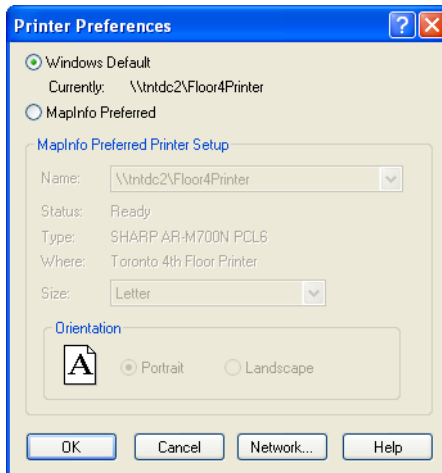 Printer Preferences
Windows Default
Currently: \\tntdc2\Floor4Printer
MapInfo Preferred
MapInfo Preferred Printer Setup
Name: \\tntdc2\Floor4Printer
Status: Ready
Type: SHARP AR-M700N PCL6
Where: Toronto 4th Floor Printer
Size: Letter
Orientation
A Portrait Landscape
OK Cancel Network... Help